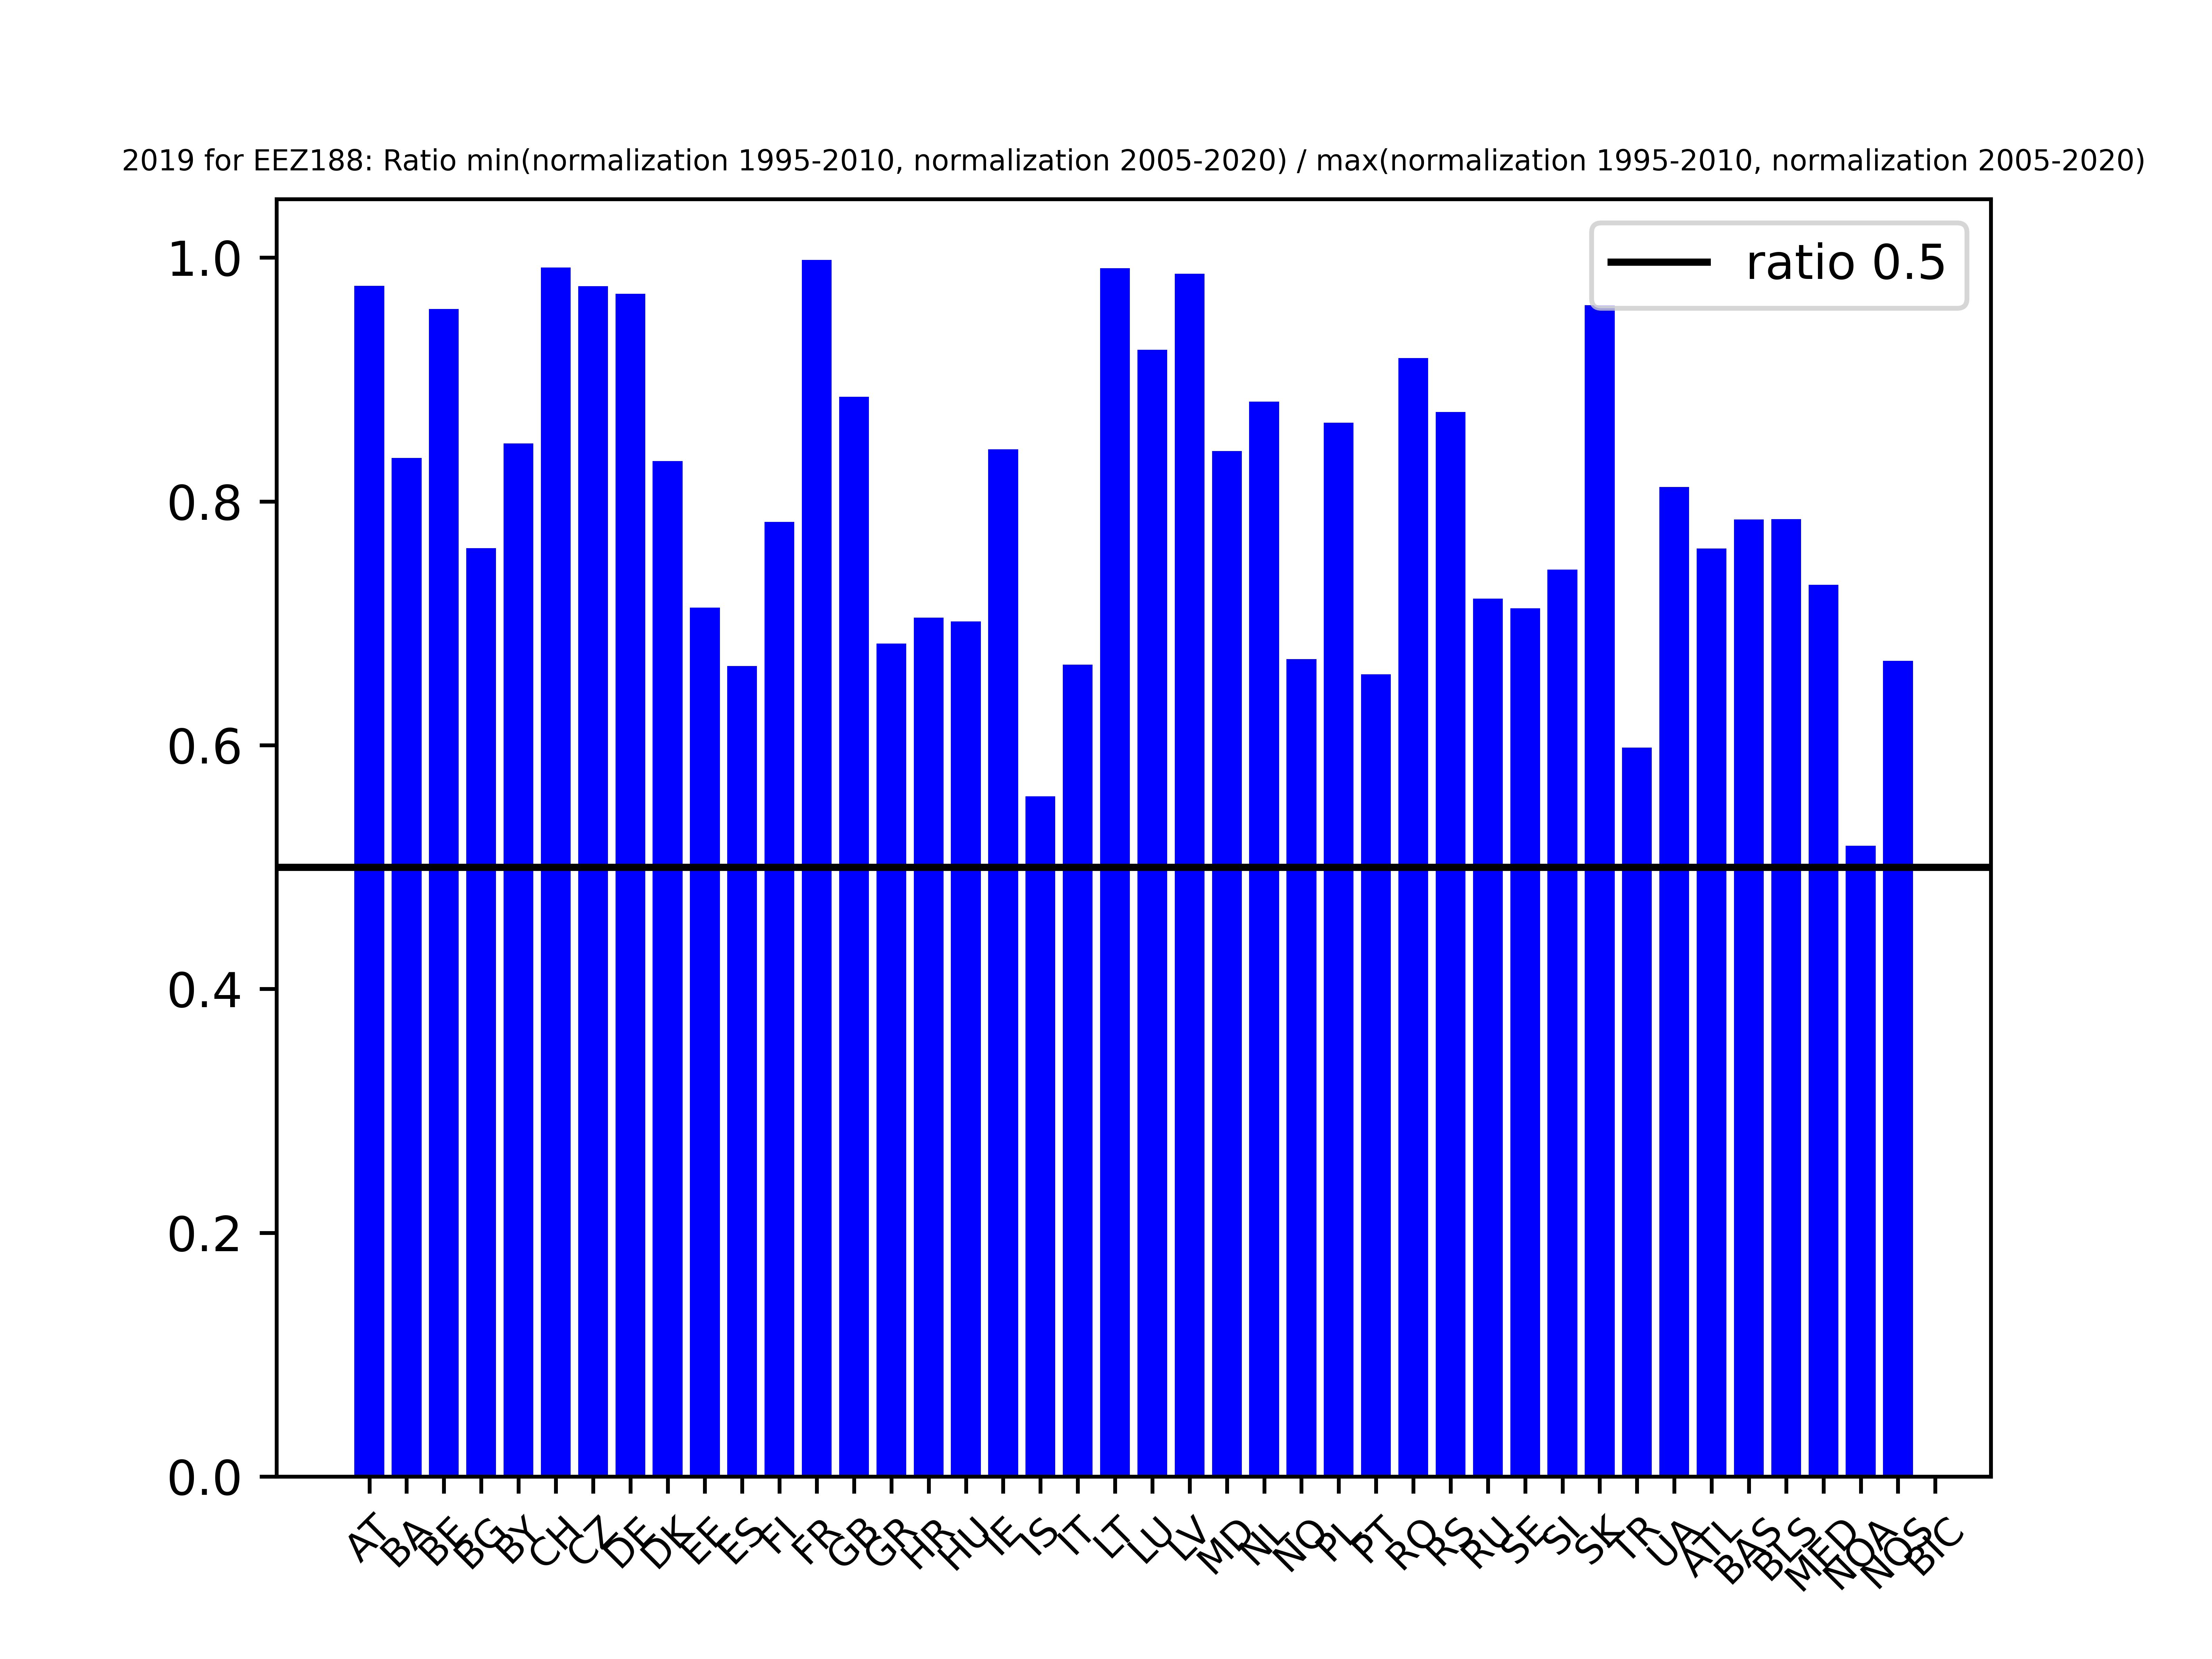 2019 for EEZ188: Ratio min(normalization 1995-2010, normalization 2005-2020) / max(normalization 1995-2010, normalization 2005-2020)
ratio 0.5
1.0
0.8
0.6
0.4
0.2
0.0
AT BA BE BG BY CH CZ DE DK EE ES FI FR GB GR HR HU IE IS IT LT LU LV MD NL NO PL PT RO RS RU SE SI SK TR UA ATL BAS BLS MED NOA NOS BIC